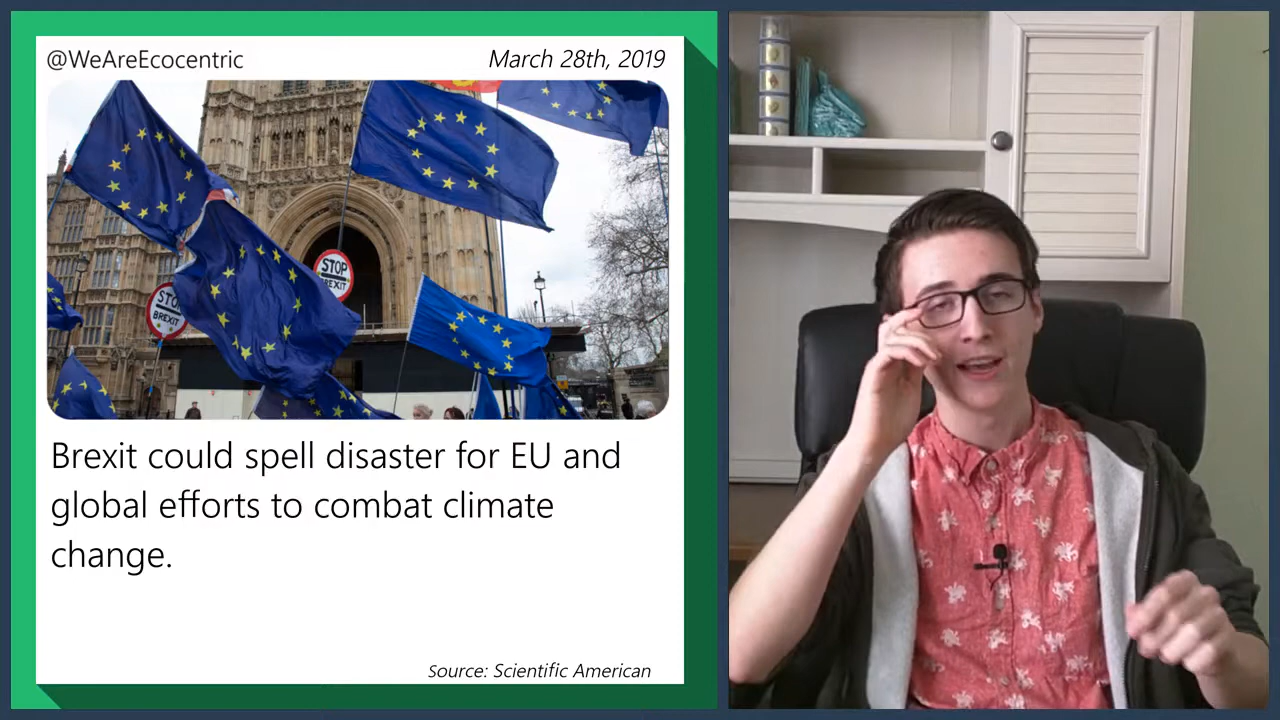 @WeAreEcocentric
March 28th, 2019
STOP
BREXIT
STOP
BREXIT
Brexit could spell disaster for EU and
global efforts to combat climate
change.
Source: Scientific American